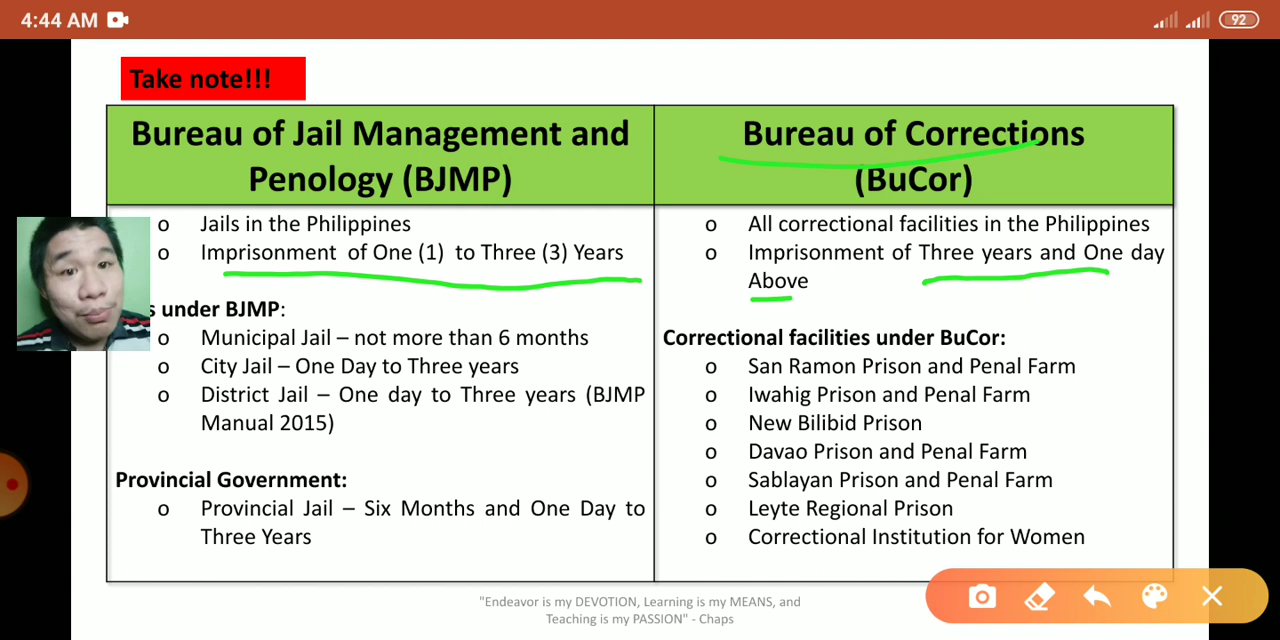 4:44 AM
92
Take note!!!
Bureau of Jail Management and
Penology (BJMP)
o Jails in the Philippines
o Imprisonment of One (1) to Three (3) Years
s under BJMP:
o Municipal Jail – not more than 6 months
o City Jail – One Day to Three years
o District Jail – One day to Three years (BJMP
Manual 2015)
Provincial Government:
o Provincial Jail – Six Months and One Day to
Three Years
Bureau of Corrections
(BuCor)
o All correctional facilities in the Philippines
o Imprisonment of Three years and One day
Above
Correctional facilities under BuCor:
o San Ramon Prison and Penal Farm
o Iwahig Prison and Penal Farm
o New Bilibid Prison
o Davao Prison and Penal Farm
o Sablayan Prison and Penal Farm
o Leyte Regional Prison
o Correctional Institution for Women
"Endeavor is my DEVOTION, Learning is my MEANS, and
Teaching is my PASSION" - Chaps